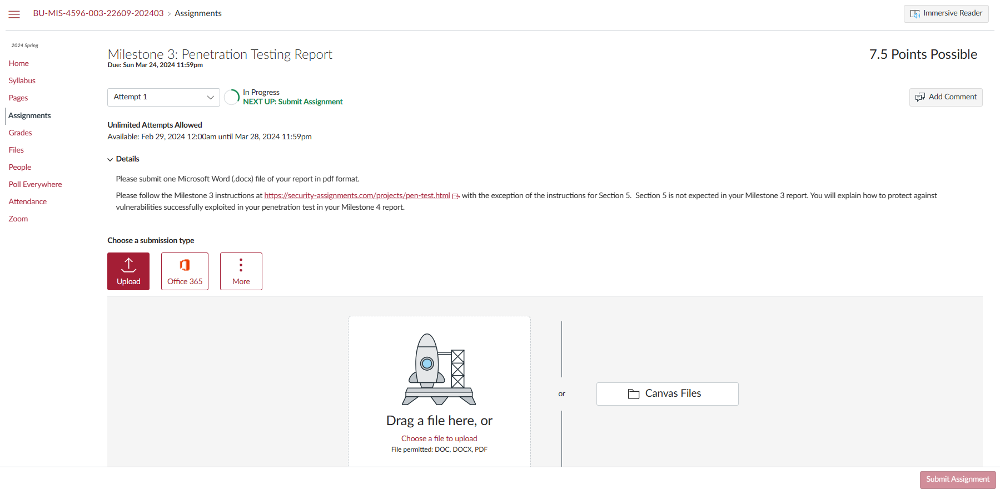 BU-MIS-4596-003-22609-202403 > Assignments
Immersive Reader
2024 Spring
Home
Syllabus
Pages
Assignments
Grades
Files
People
Poll Everywhere
Attendance
Zoom
Milestone 3: Penetration Testing Report
Due: Sun Mar 24, 2024 11:59pm
7.5 Points Possible
Attempt 1
In Progress
NEXT UP: Submit Assignment
Add Comment
Unlimited Attempts Allowed
Available: Feb 29, 2024 12:00am until Mar 28, 2024 11:59pm
Details
Please submit one Microsoft Word (.docx) file of your report in pdf format.
Please follow the Milestone 3 instructions at https://security-assignments.com/projects/pen-test.html with the exception of the instructions for Section 5. Section 5 is not expected in your Milestone 3 report. You will explain how to protect against
vulnerabilities successfully exploited in your penetration test in your Milestone 4 report.
Choose a submission type
Upload
Office 365
More
Drag a file here, or
Choose a file to upload
File permitted: DOC, DOCX, PDF
or
Canvas Files
Submit Assignment